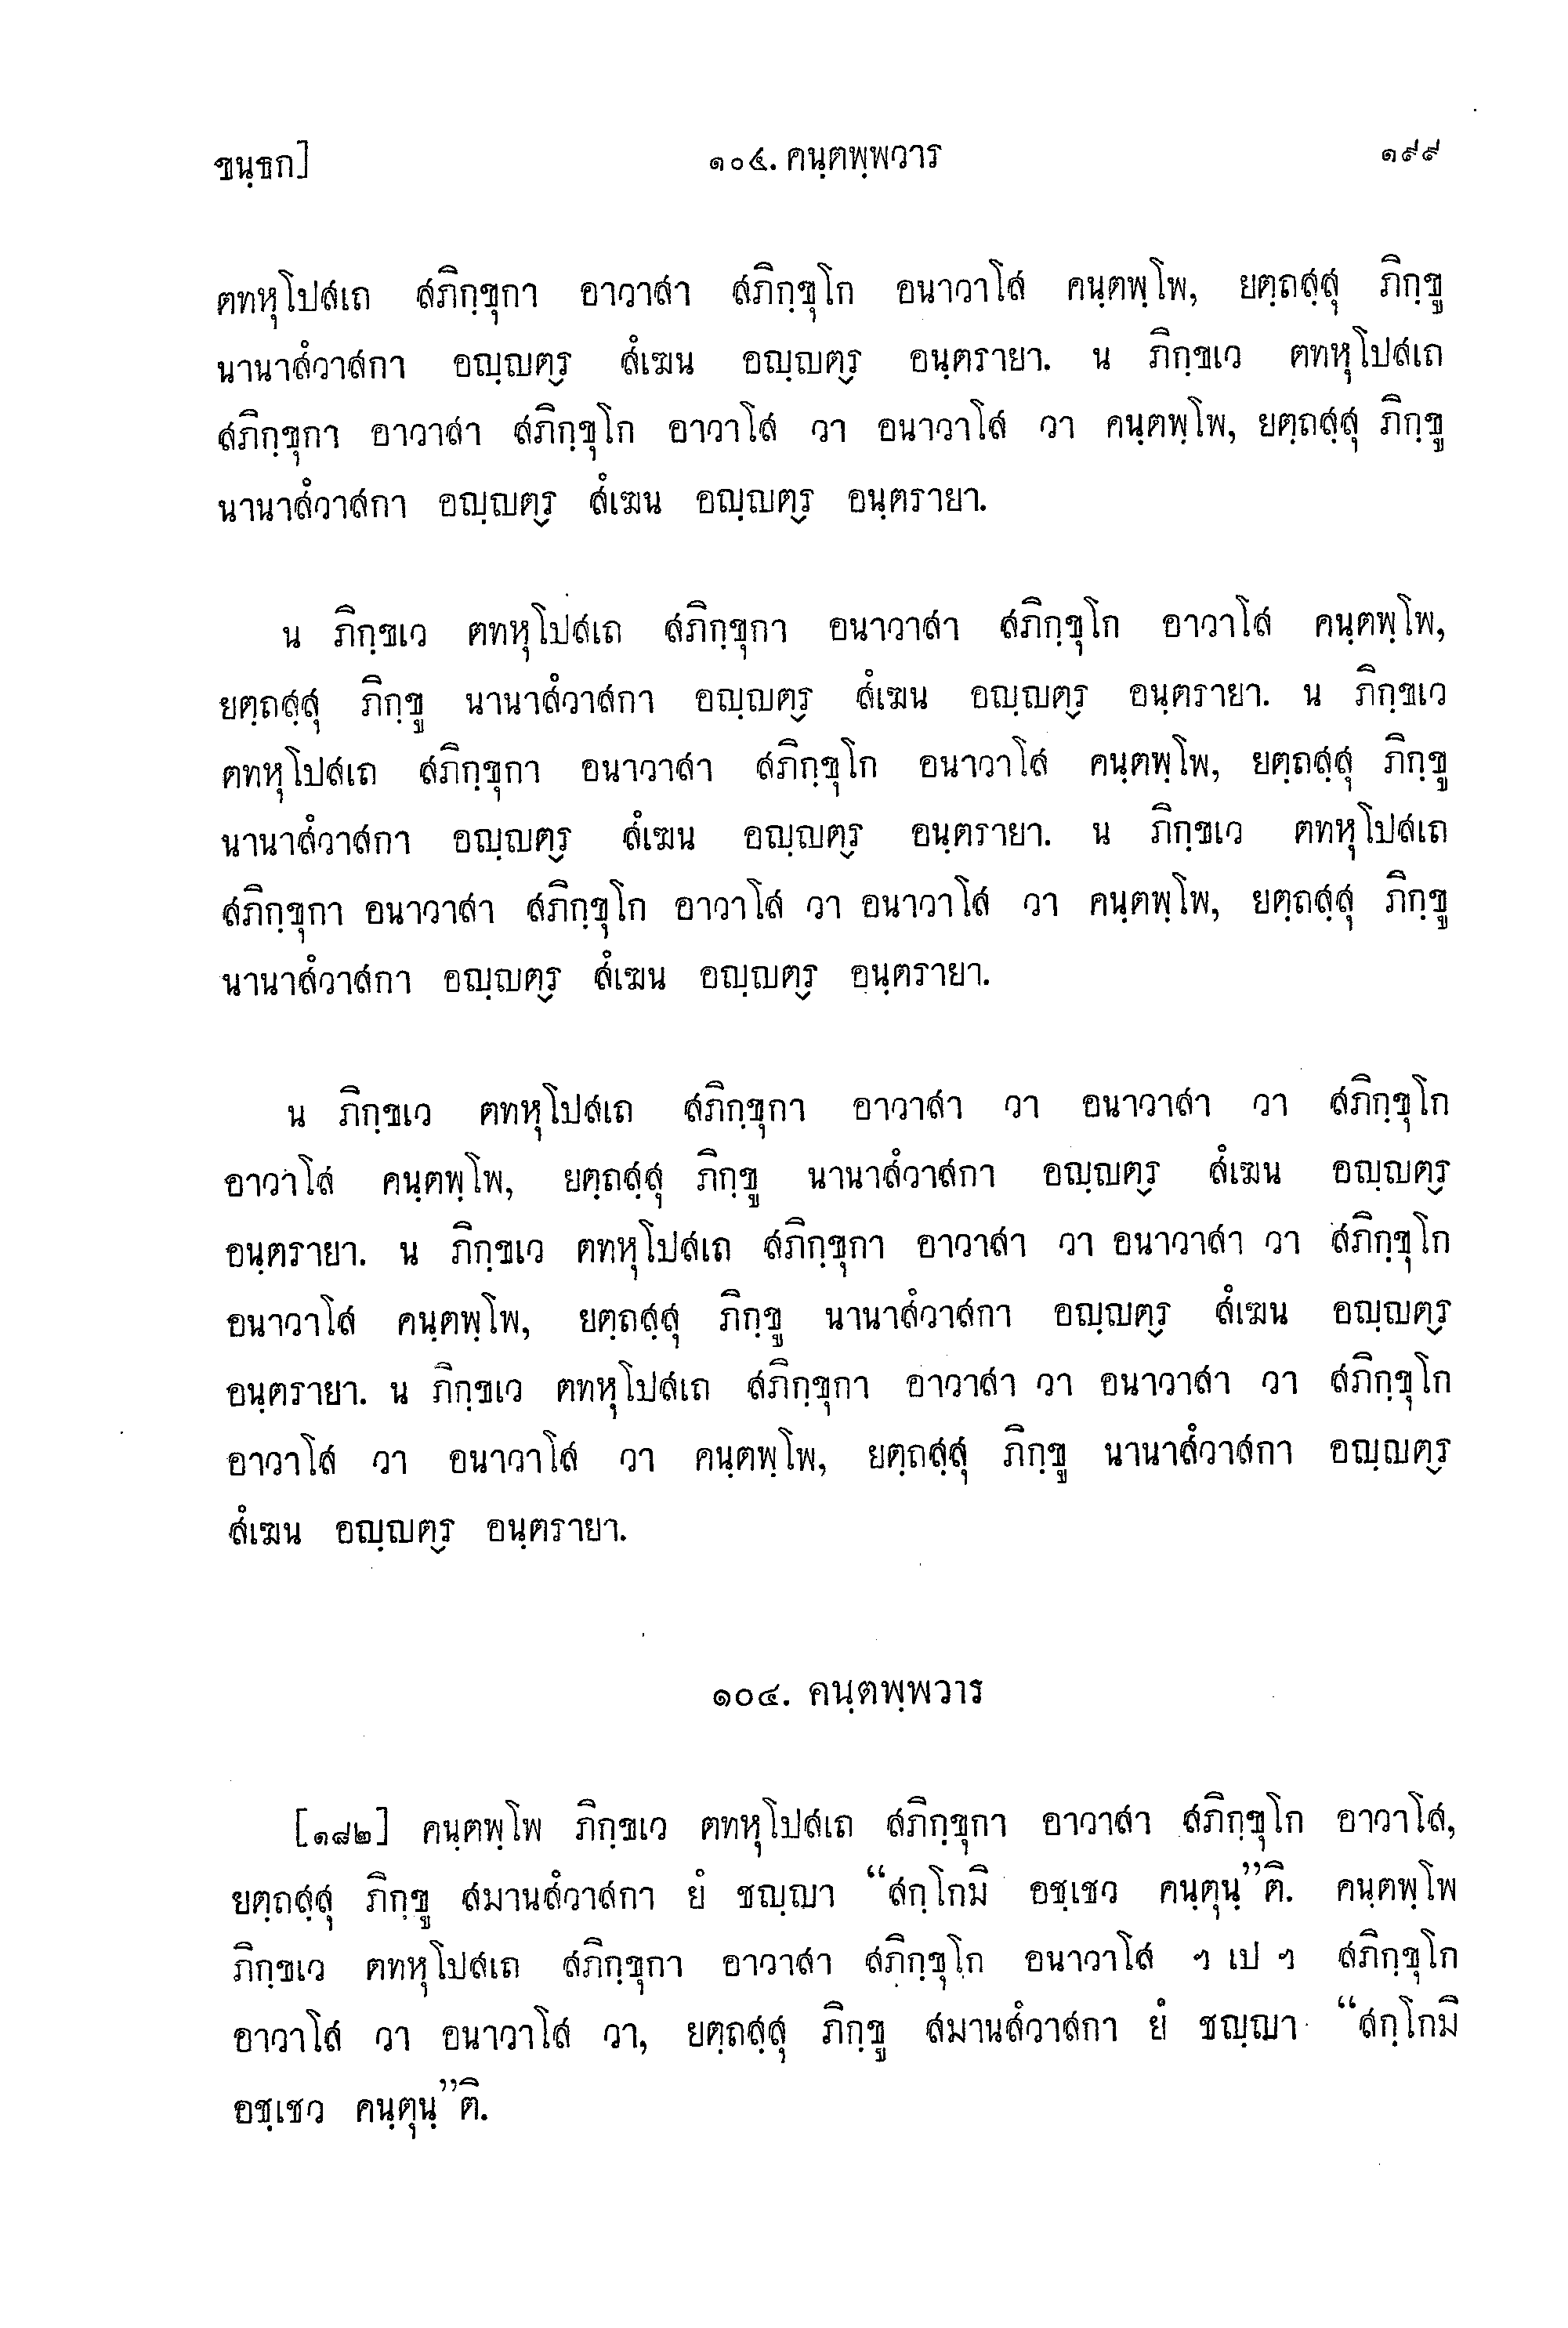 ขนฺธก]
๑๐๔. คนฺตพฺพวาร
๑๙๙
ตทหุโปสเถ สภิกฺขุกา อาวาสา สภิกฺขุโก อนาวาโส คนฺตพฺโพ, ยตฺถสฺสุ ภิกฺขู
นานาสํวาสกา อญฺญตฺร สํเฆน อญฺญตฺร อนฺตรายา. น ภิกฺขเว ตทหุโปสเถ
สภิกฺขุกา อาวาสา สภิกฺขุโก อาวาโส วา อนาวาโส วา คนฺตพฺโพ, ยตฺถสฺสุ ภิกฺขู
นานาสํวาสกา อญฺญตฺร สํเฆน อญฺญตฺร อนฺตรายา.
น ภิกฺขเว ตทหุโปสเถ สภิกฺขุกา อนาวาสา สภิกฺขุโก อาวาโส คนฺตพฺโพ,
ยตฺถสฺสุ ภิกฺขู นานาสํวาสกา อญฺญตฺร สํเฆน อญฺญตฺร อนฺตรายา. น ภิกฺขเว
ตทหุโปสเถ สภิกฺขุกา อนาวาสา สภิกฺขุโก อนาวาโส คนฺตพฺโพ, ยตฺถสฺสุ ภิกฺขู
นานาสํวาสกา อญฺญตฺร สํเฆน อญฺญตฺร อนฺตรายา. น ภิกฺขเว ตทหุโปสเถ
สภิกฺขุกา อนาวาสา สภิกฺขุโก อาวาโส วา อนาวาโส วา คนฺตพฺโพ, ยตฺถสฺสุ ภิกฺขู
นานาสํวาสกา อญฺญตฺร สํเฆน อญฺญตฺร อนฺตรายา.
น ภิกฺขเว ตทหุโปสเถ สภิกฺขุกา อาวาสา วา อนาวาสา วา สภิกฺขุโก
อาวาโส คนฺตพฺโพ, ยตฺถสฺสุ ภิกฺขู นานาสํวาสกา อญฺญตฺร สํเฆน อญฺญตฺร
อนฺตรายา. น ภิกฺขเว ตทหุโปสเถ สภิกฺขุกา อาวาสา วา อนาวาสา วา สภิกฺขุโก
อนาวาโส คนฺตพฺโพ, ยตฺถสฺสุ ภิกฺขู นานาสํวาสกา อญฺญตฺร สํเฆน อญฺญตฺร
อนฺตรายา. น ภิกฺขเว ตทหุโปสเถ สภิกฺขุกา อาวาสา วา อนาวาสา วา สภิกฺขุโก
อาวาโส วา อนาวาโส วา คนฺตพฺโพ, ยตฺถสฺสุ ภิกฺขู นานาสํวาสกา อญฺญตฺร
สํเฆน อญฺญตฺร อนฺตรายา.
๑๐๔. คนฺตพฺพวาร
[๑๘๒] คนฺตพฺโพ ภิกฺขเว ตทหุโปสเถ สภิกฺขุกา อาวาสา สภิกฺขุโก อาวาโส,
ยตฺถสฺสุ ภิกฺขู สมานสํวาสกา ยํ ชญฺญา “สกฺโกมิ อชฺเชว คนฺตุนฺ”ติ. คนฺตพฺโพ
ภิกฺขเว ตทหุโปสเถ สภิกฺขุกา อาวาสา สภิกฺขุโก อนาวาโส ฯ เป ฯ สภิกฺขุโก
อาวาโส วา อนาวาโส วา, ยตฺถสฺสุ ภิกฺขู สมานสํวาสกา ยํ ชญฺญา “สกฺโกมิ
อชฺเชว คนฺตุนฺ”ติ.